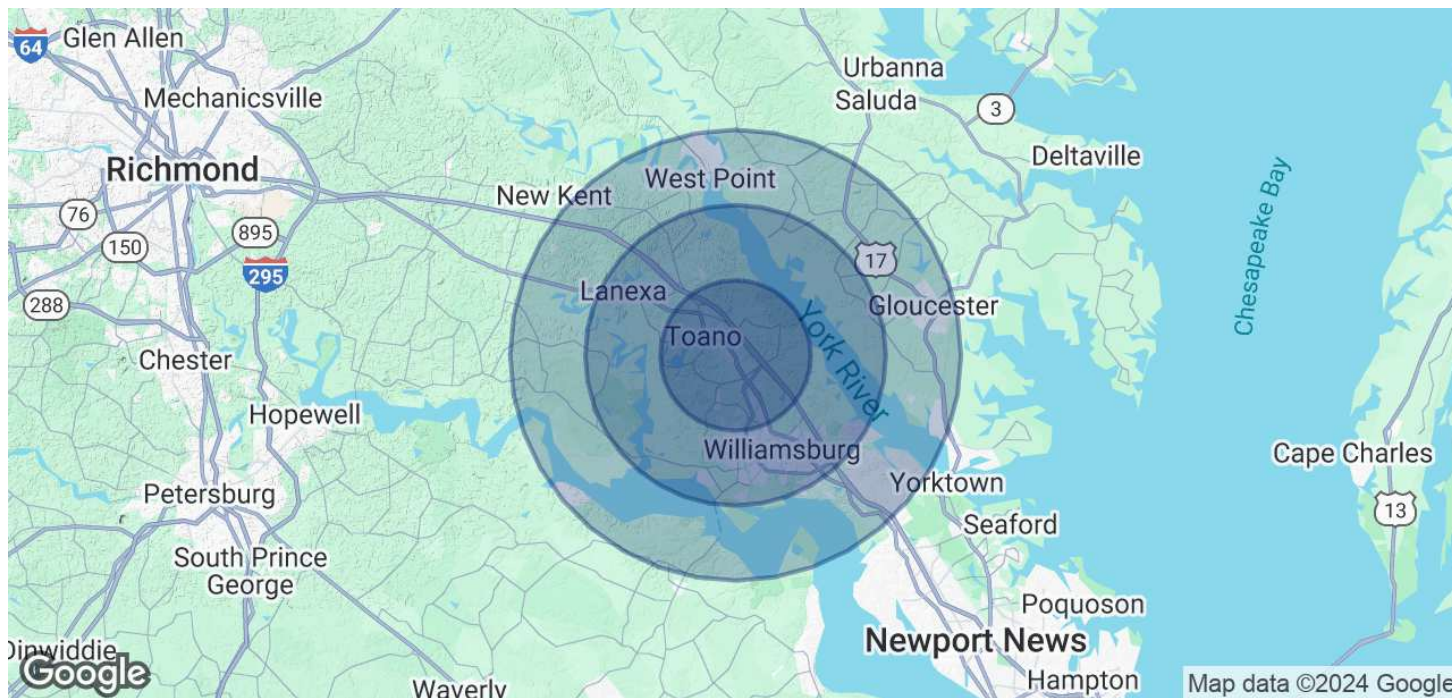 Glen Allen
64
Mechanicsville
Richmond
76
150
895
295
288
Chester
Hopewell
Petersburg
South Prince
George
Dinwiddie
Waverly
New Kent
West Point
Urbanna
Saluda
3
Deltaville
Lanexa
Toano
17
Gloucester
York River
Williamsburg
Yorktown
Seaford
Poquoson
Newport News
Hampton
Chesapeake Bay
Cape Charles
13
Google
Map data ©2024 Google